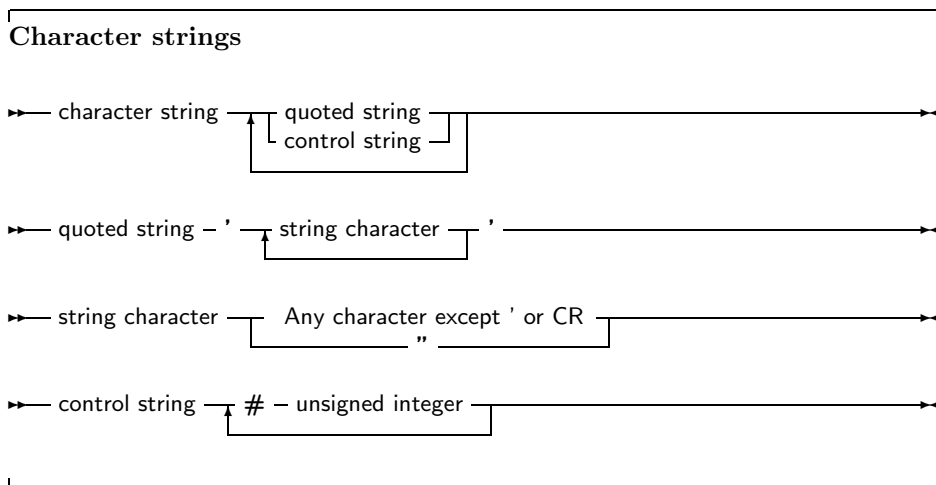 Character strings
character string quoted string
control string
quoted string ' string character '
string character Any character except ' or CR
''
control string # unsigned integer